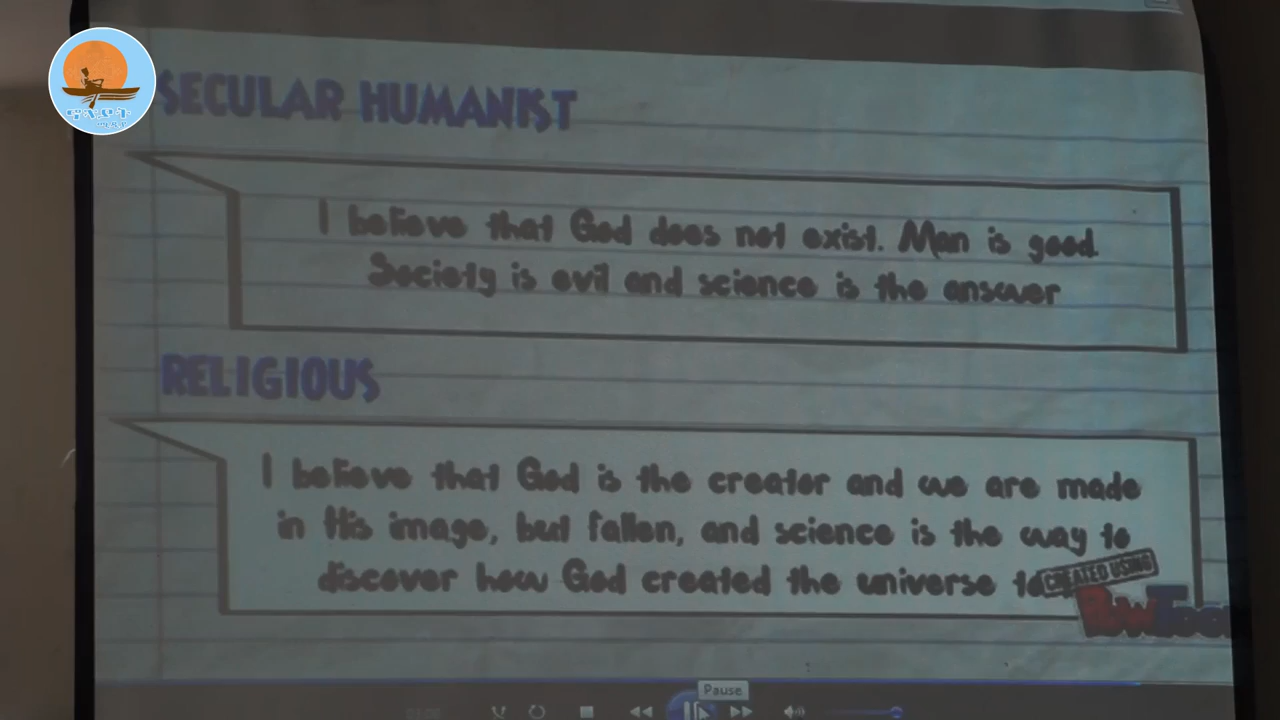 SECULAR HUMANIST
I believe that God does not exist. Man is good.
Society is evil and science is the answer
RELIGIOUS
I believe that God is the creator and we are made
in His image, but fallen, and science is the way to
discover how God created the universe to
CREATED USING
PowToon
Pause